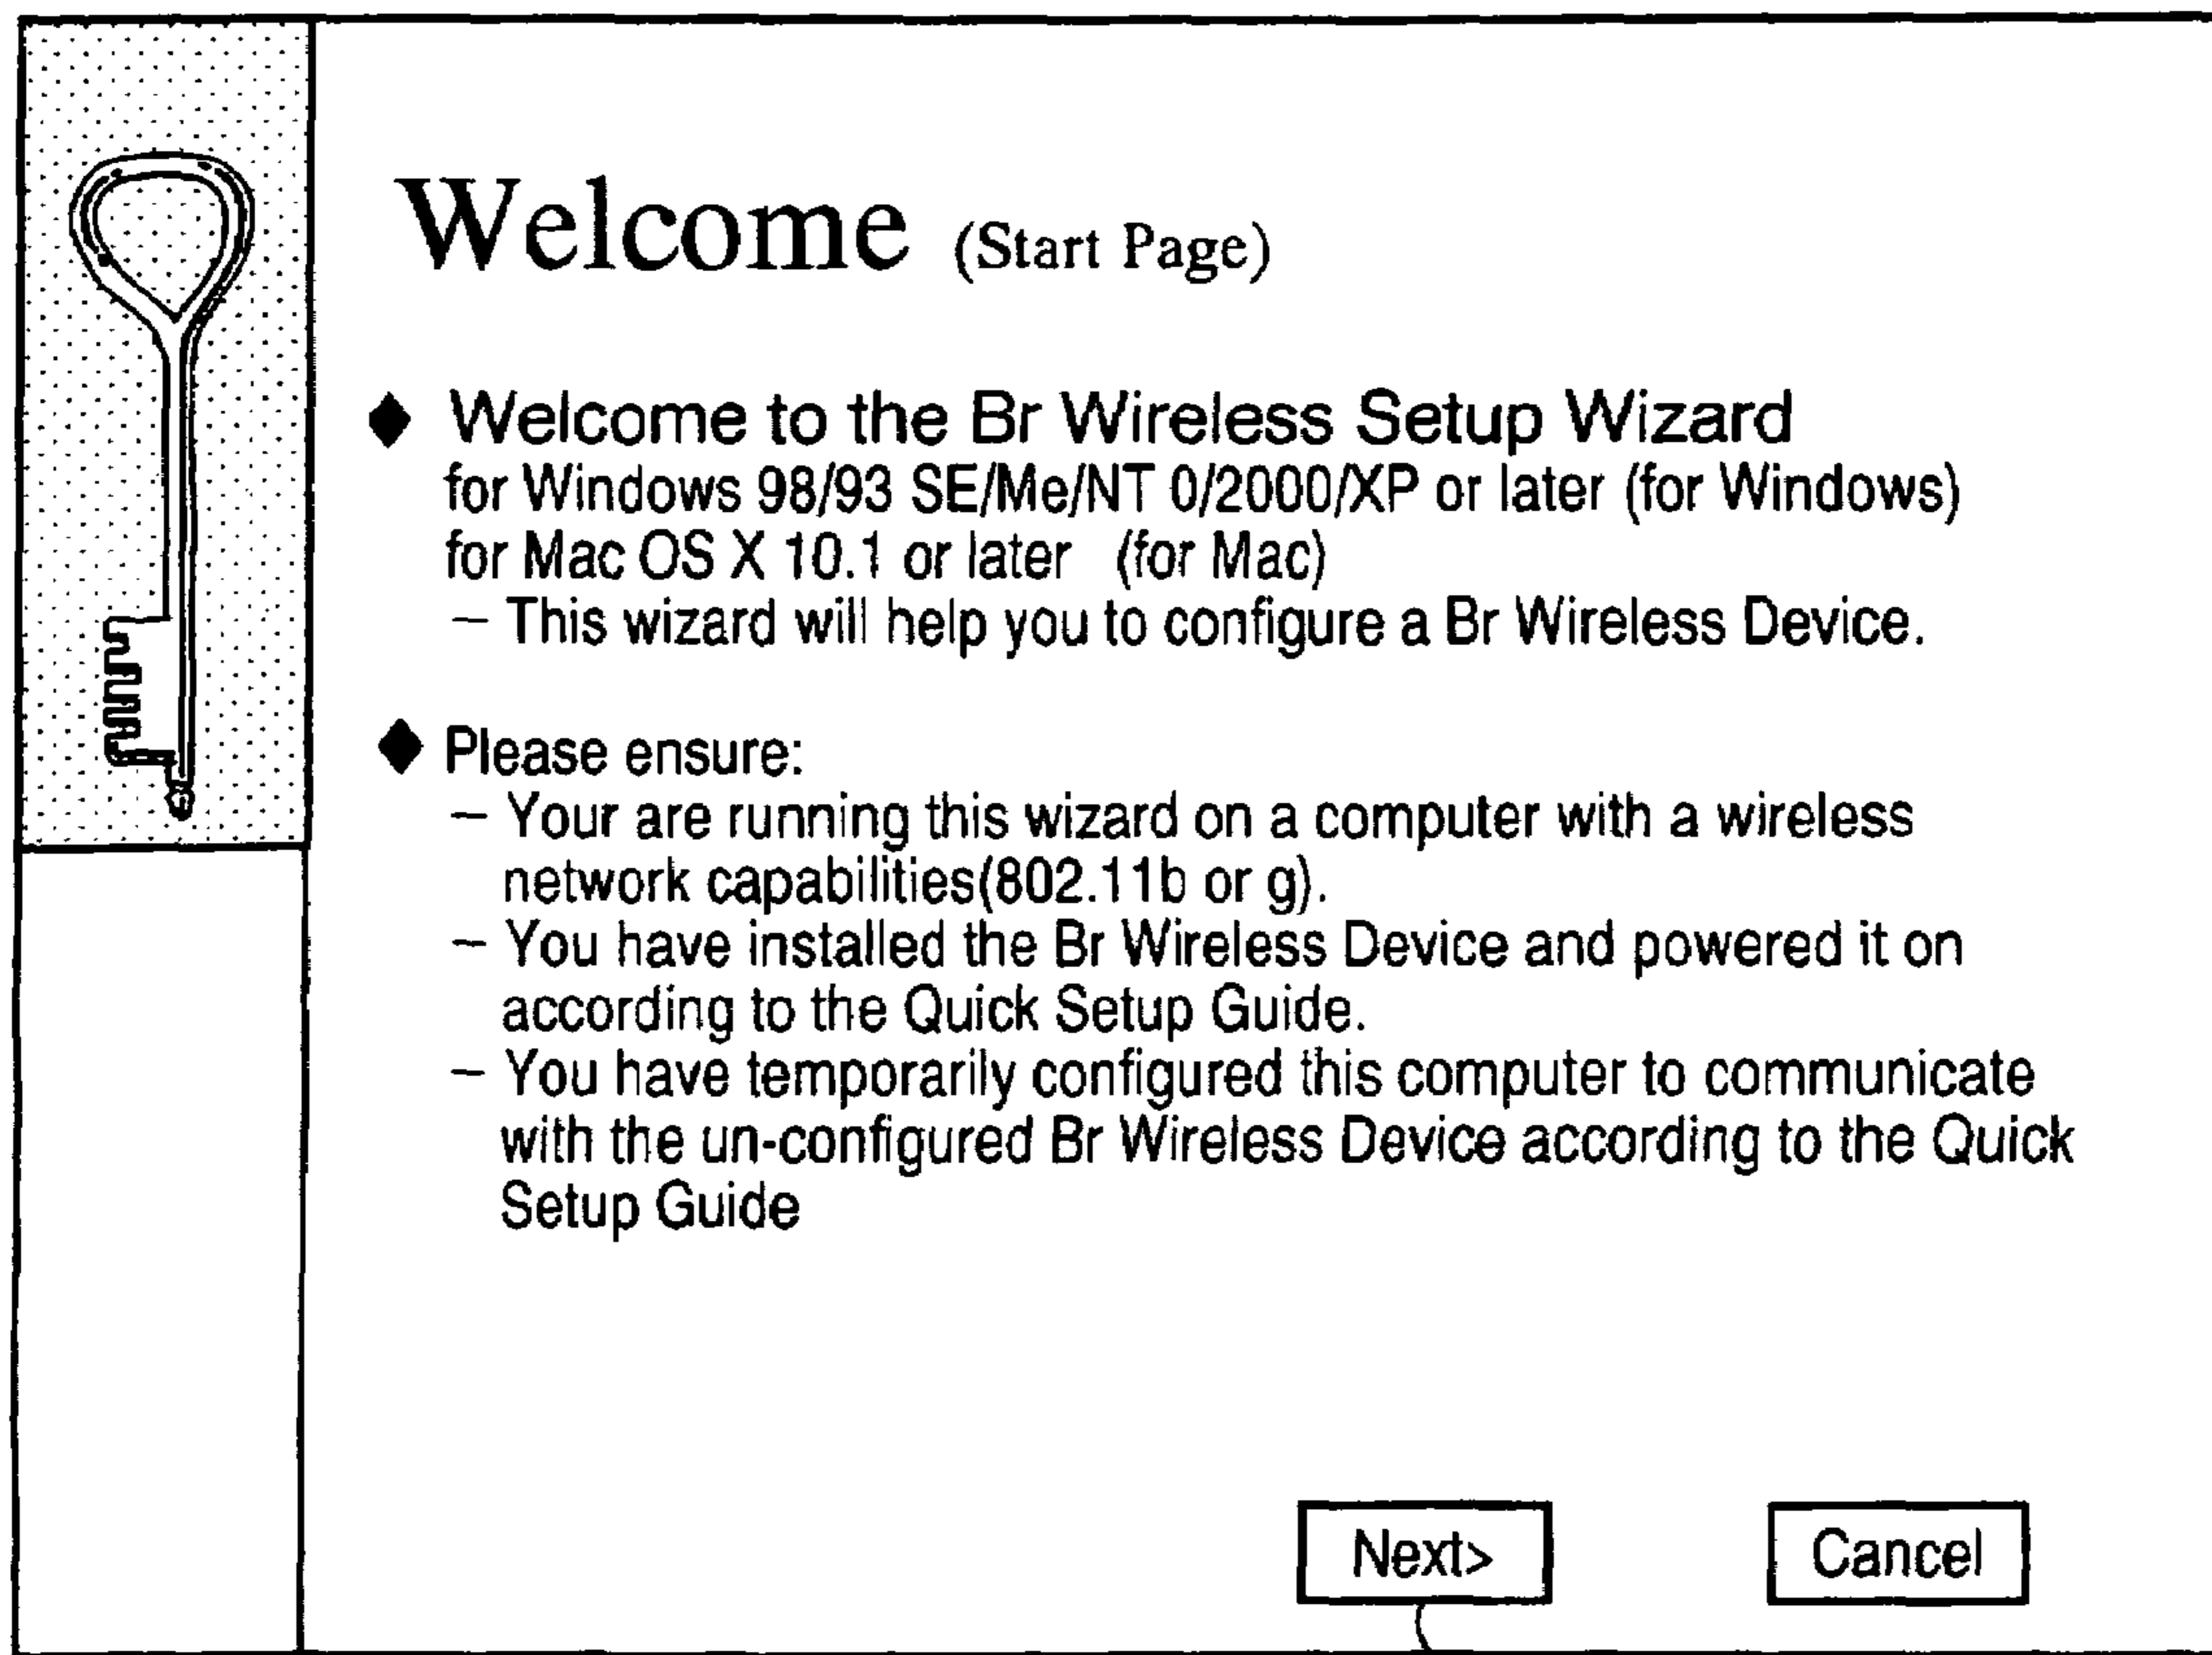 Welcome (Start Page)
◆ Welcome to the Br Wireless Setup Wizard
for Windows 98/93 SE/Me/NT 0/2000/XP or later (for Windows)
for Mac OS X 10.1 or later (for Mac)
– This wizard will help you to configure a Br Wireless Device.
◆ Please ensure:
– Your are running this wizard on a computer with a wireless
network capabilities(802.11b or g).
– You have installed the Br Wireless Device and powered it on
according to the Quick Setup Guide.
– You have temporarily configured this computer to communicate
with the un-configured Br Wireless Device according to the Quick
Setup Guide
Next> Cancel